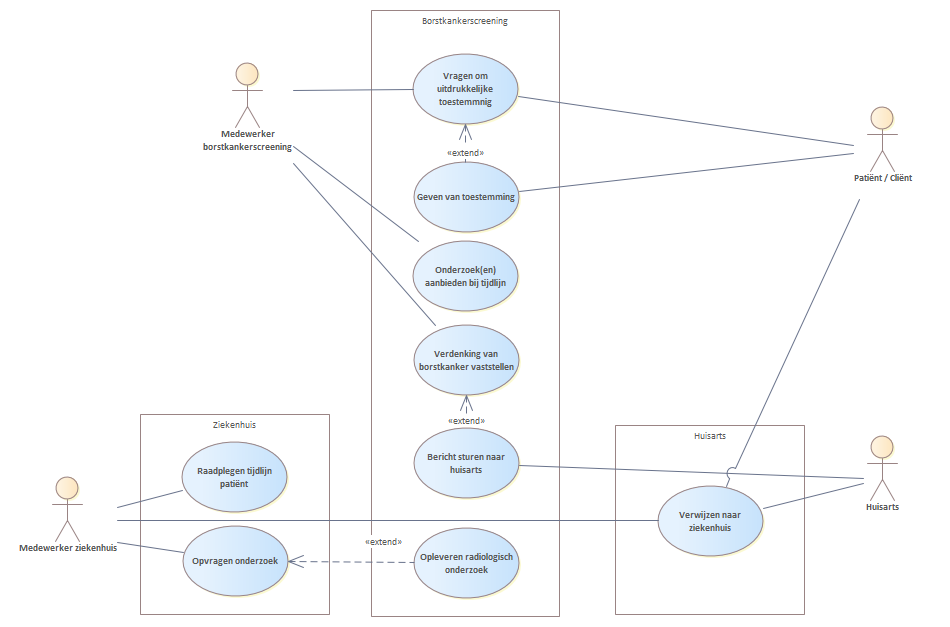 Borstkankerscreening
Vragen om
uitdrukkelijke
toestemmnig
Medewerker
borstkankerscreening
«extend»
Patiënt / Cliënt
Geven van toestemming
Onderzoek(en)
aanbieden bij tijdlijn
Verdenking van
borstkanker vaststellen
«extend»
Ziekenhuis
Huisarts
Raadplegen tijdlijn
patiënt
Bericht sturen naar
huisarts
Huisarts
Verwijzen naar
ziekenhuis
Medewerker ziekenhuis
«extend»
Opvragen onderzoek
Opleveren radiologisch
onderzoek